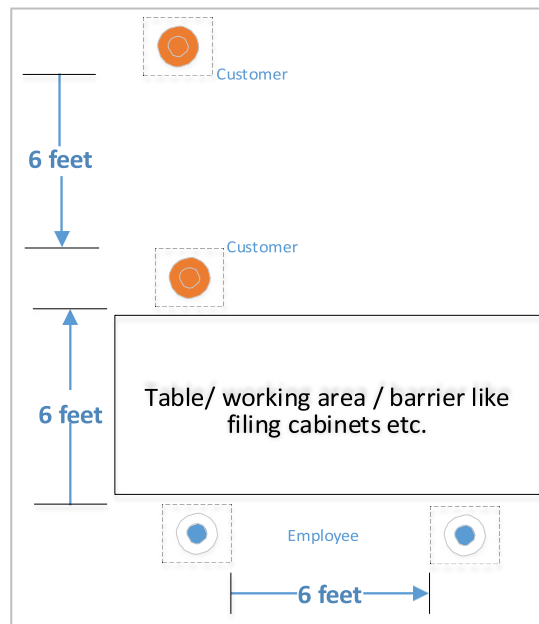 Customer
6 feet
Customer
6 feet
Table/ working area / barrier like
filing cabinets etc.
Employee
6 feet